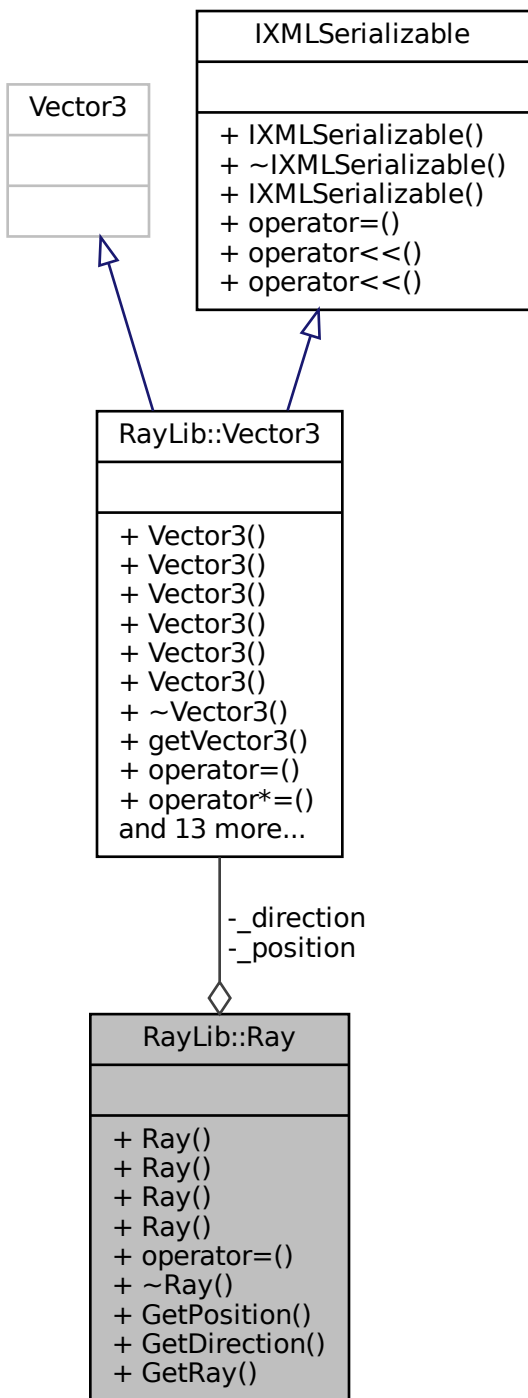 IXMLSerializable
+ IXMLSerializable()
+ ~IXMLSerializable()
+ IXMLSerializable()
+ operator=()
+ operator<<()
+ operator<<()
Vector3
RayLib::Vector3
+ Vector3()
+ Vector3()
+ Vector3()
+ Vector3()
+ Vector3()
+ Vector3()
+ ~Vector3()
+ getVector3()
+ operator=()
+ operator*=()
and 13 more...
-_direction
-_position
RayLib::Ray
+ Ray()
+ Ray()
+ Ray()
+ Ray()
+ operator=()
+ ~Ray()
+ GetPosition()
+ GetDirection()
+ GetRay()